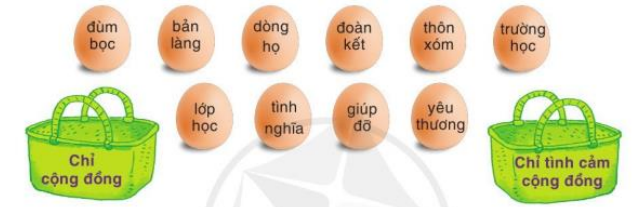 đùm bọc
bản làng
dòng họ
đoàn kết
thôn xóm
trường học
lớp học
tình nghĩa
giúp đỡ
yêu thương
Chỉ cộng đồng
Chỉ tình cảm cộng đồng